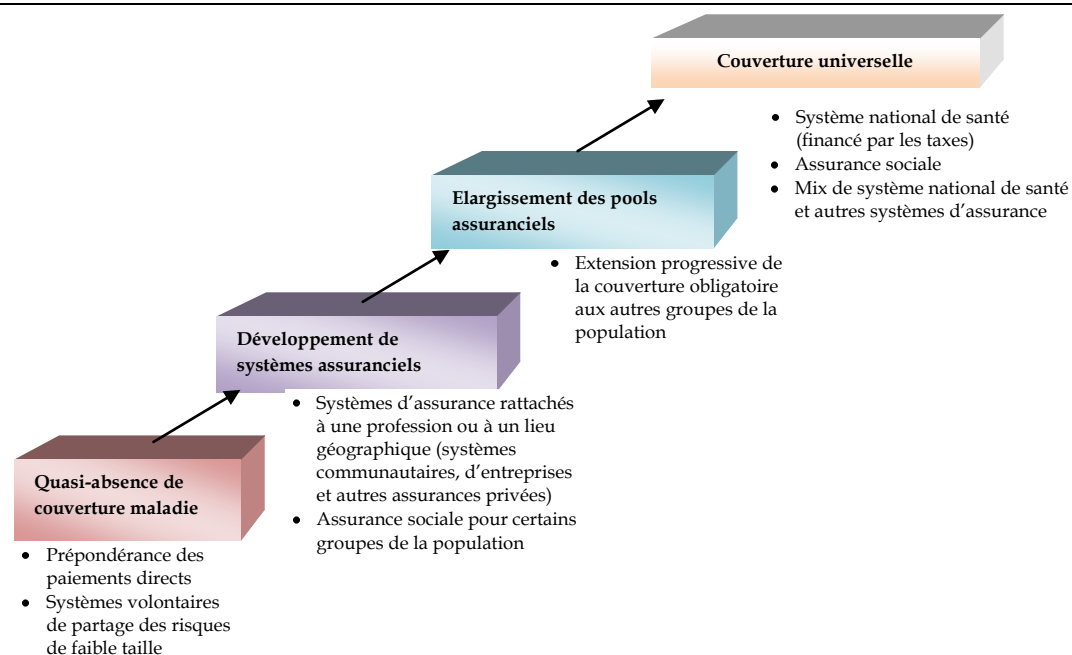 Couverture universelle
• Système national de santé
(financé par les taxes)
• Assurance sociale
• Mix de système national de santé
et autres systèmes d’assurance
Elargissement des pools
assuranciels
• Extension progressive de
la couverture obligatoire
aux autres groupes de la
population
Développement de
systèmes assuranciels
• Systèmes d’assurance rattachés
à une profession ou à un lieu
géographique (systèmes
communautaires, d’entreprises
et autres assurances privées)
• Assurance sociale pour certains
groupes de la population
Quasi-absence de
couverture maladie
• Prépondérance des
paiements directs
• Systèmes volontaires
de partage des risques
de faible taille